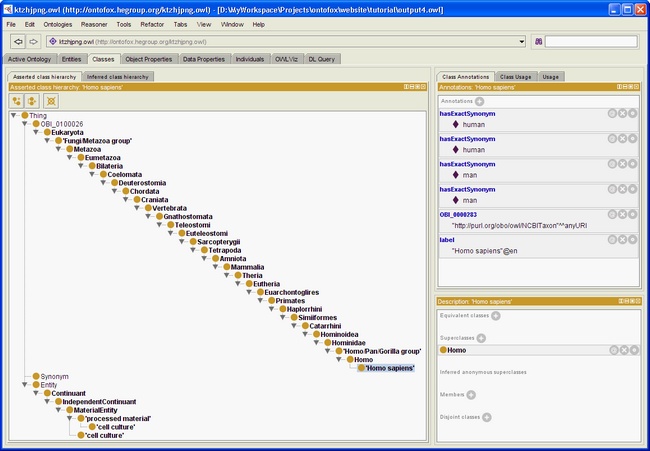 ktzhjpng.owl (http://ontofox.hegroup.org/ktzhjpng.owl) - [D:\MyWorkspace\Projects\ontofox\website\tutorial\output4.owl]
File Edit Ontologies Reasoner Tools Refactor Tabs View Window Help
ktzhjpng.owl (http://ontofox.hegroup.org/ktzhjpng.owl)
Active Ontology Entities Classes Object Properties Data Properties Individuals OWLViz DL Query
Asserted class hierarchy Inferred class hierarchy
Asserted class hierarchy: 'Homo sapiens'
Thing
OBI_0100026
Eukaryota
'Fungi/Metazoa group'
Metazoa
Eumetazoa
Bilateria
Coelomata
Deuterostomia
Chordata
Craniata
Vertebrata
Gnathostomata
Teleostomi
Euteleostomi
Sarcopterygii
Tetrapoda
Amniota
Mammalia
Theria
Eutheria
Euarchontoglires
Primates
Haplorrhini
Simiiformes
Catarrhini
Hominoidea
Hominidae
'Homo/Pan/Gorilla group'
Homo
'Homo sapiens'
Synonym
Entity
Continuant
IndependentContinuant
MaterialEntity
'processed material'
'cell culture'
'cell culture'
Class Annotations Class Usage Usage
Annotations: 'Homo sapiens'
Annotations
hasExactSynonym
human
hasExactSynonym
human
hasExactSynonym
man
hasExactSynonym
man
OBI_0000283
"http://purl.org/obo/owl/NCBITaxon"^^anyURI
label
"Homo sapiens"@en
Description: 'Homo sapiens'
Equivalent classes
Superclasses
Homo
Inferred anonymous superclasses
Members
Disjoint classes